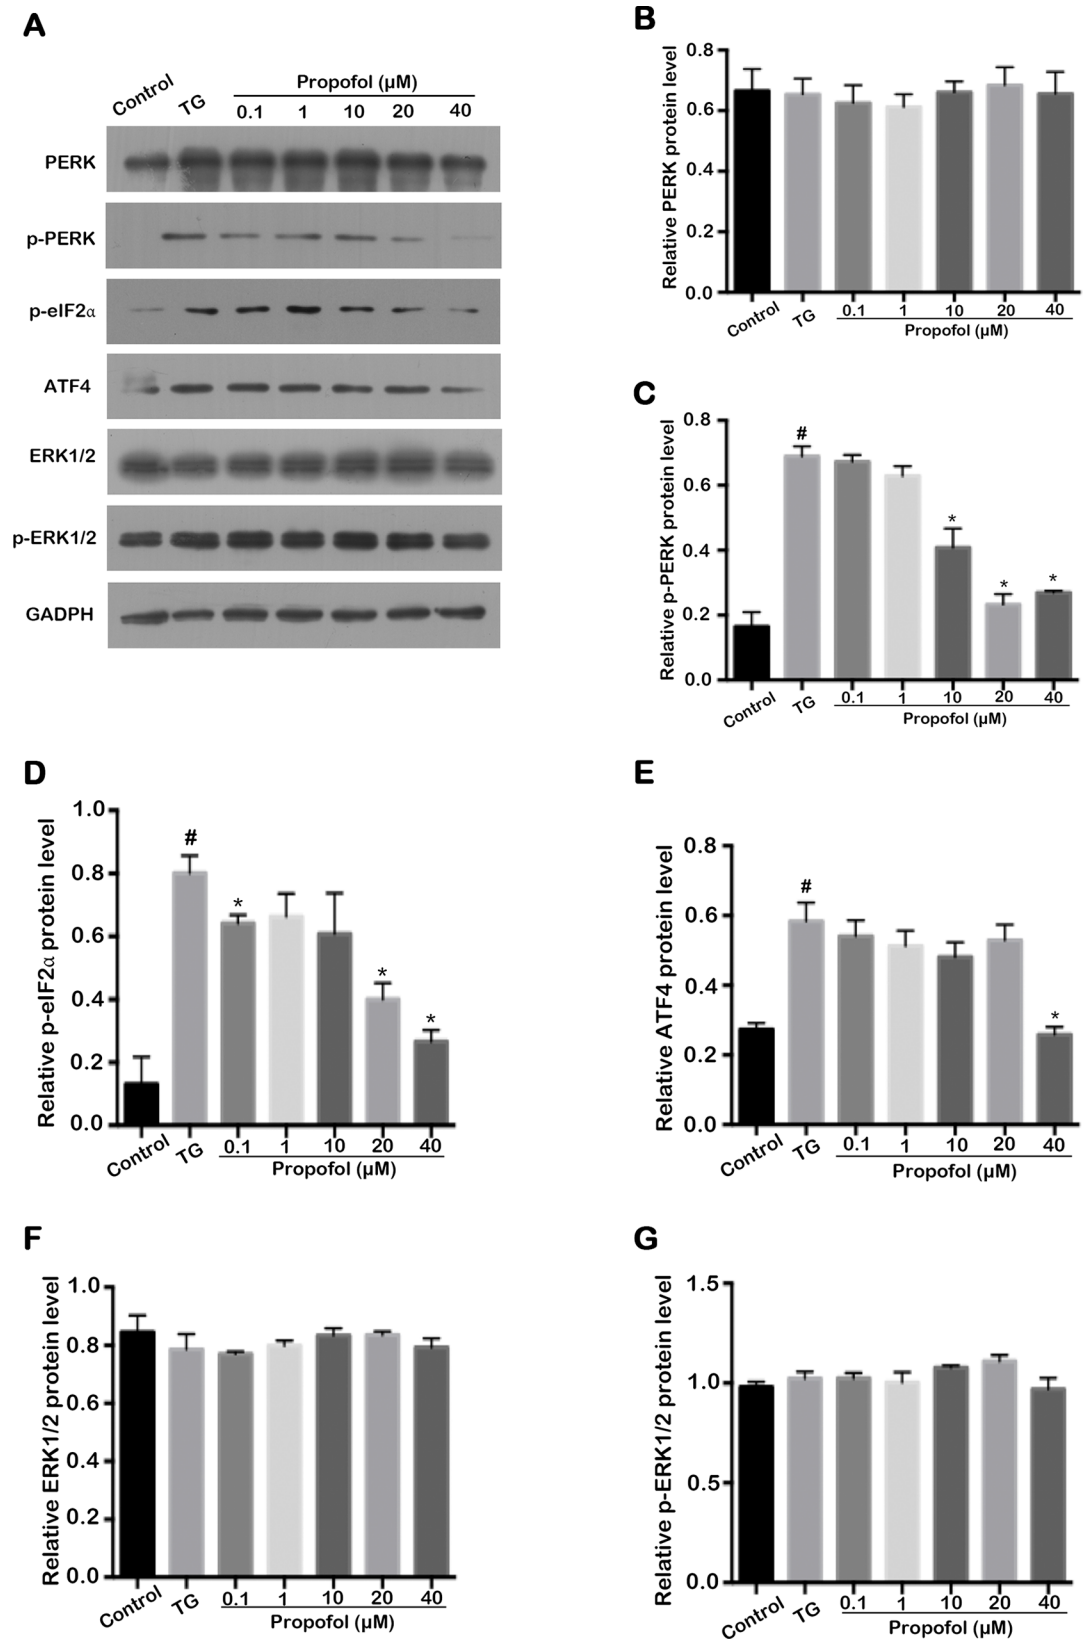 A
Propofol (µM)
Control TG 0.1 1 10 20 40
PERK
p-PERK
p-eIF2α
ATF4
ERK1/2
p-ERK1/2
GADPH
B
Relative PERK protein level
0.8
0.6
0.4
0.2
0.0
Control TG 0.1 1 10 20 40
Propofol (µM)
C
Relative p-PERK protein level
0.8
0.6
0.4
0.2
0.0
#
*
*
*
Control TG 0.1 1 10 20 40
Propofol (µM)
D
Relative p-eIF2α protein level
1.0
0.8
0.6
0.4
0.2
0.0
#
*
*
*
Control TG 0.1 1 10 20 40
Propofol (µM)
E
Relative ATF4 protein level
0.8
0.6
0.4
0.2
0.0
#
*
Control TG 0.1 1 10 20 40
Propofol (µM)
F
Relative ERK1/2 protein level
1.0
0.8
0.6
0.4
0.2
0.0
Control TG 0.1 1 10 20 40
Propofol (µM)
G
Relative p-ERK1/2 protein level
1.5
1.0
0.5
0.0
Control TG 0.1 1 10 20 40
Propofol (µM)